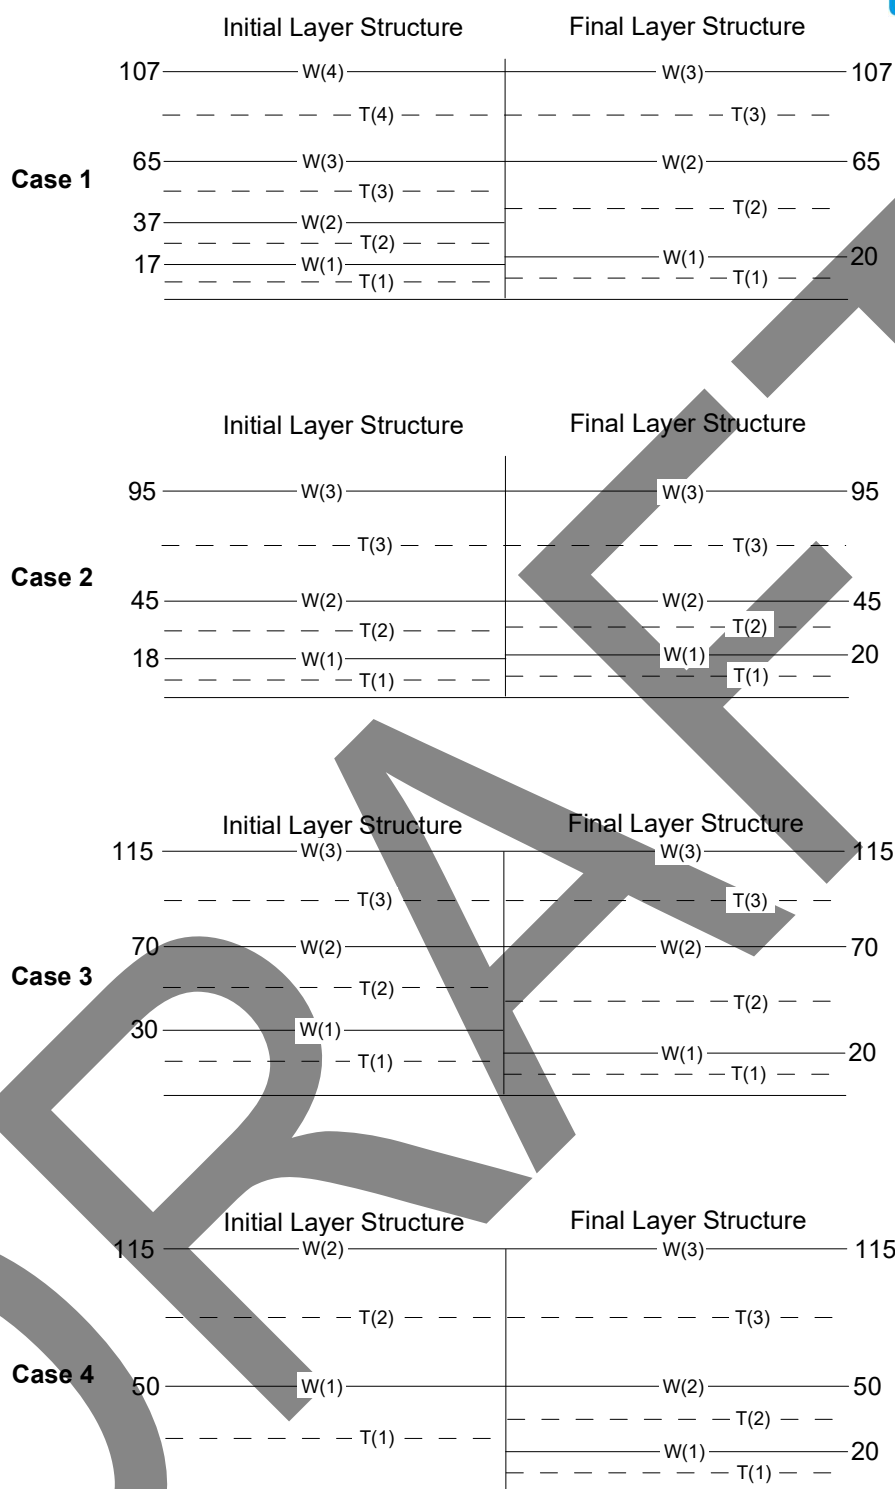 Initial Layer Structure Final Layer Structure
107 W(4) W(3) 107
T(4) T(3)
65 W(3) W(2) 65
Case 1
T(3)
T(2)
37 W(2)
T(2)
W(1) 20
17 W(1)
T(1)
T(1)
Initial Layer Structure Final Layer Structure
95 W(3) W(3) 95
T(3) T(3)
Case 2
45 W(2) W(2) 45
T(2) T(2)
18 W(1) W(1) 20
T(1) T(1)
Initial Layer Structure Final Layer Structure
115 W(3) W(3) 115
T(3) T(3)
70 W(2) W(2) 70
Case 3
T(2)
T(2)
30 W(1)
W(1) 20
T(1)
T(1)
Initial Layer Structure Final Layer Structure
115 W(2) W(3) 115
T(2) T(3)
Case 4
50 W(1) W(2) 50
T(2)
T(1)
W(1) 20
T(1)
DRAFT